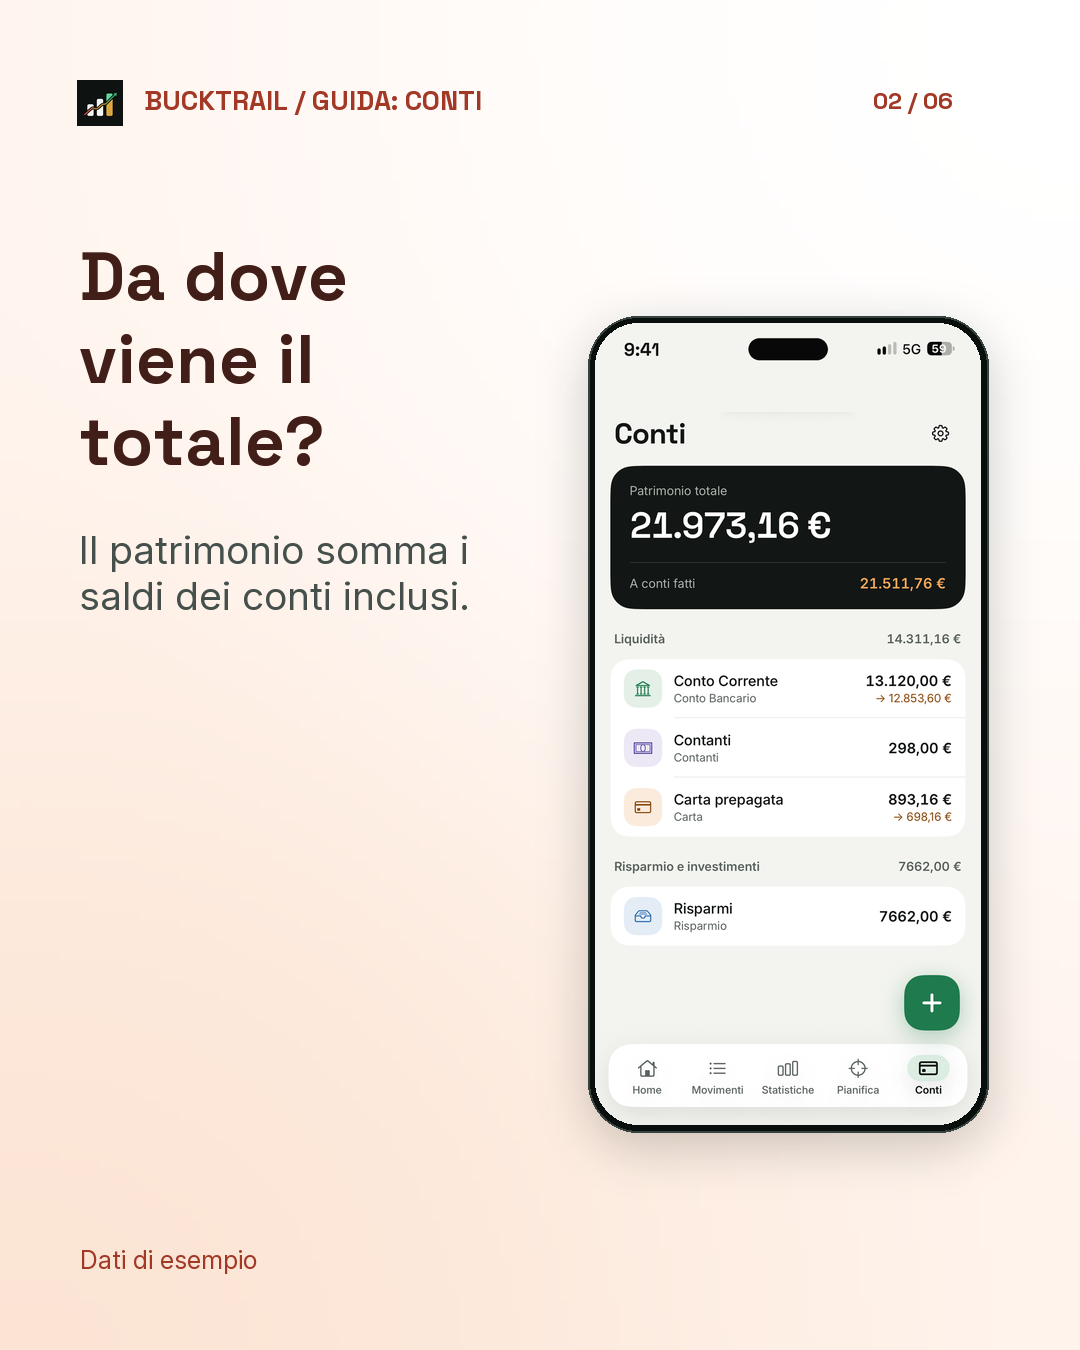 BUCKTRAIL / GUIDA: CONTI
02 / 06
Da dove
viene il
totale?
Il patrimonio somma i
saldi dei conti inclusi.
9:41
5G
59
Conti
Patrimonio totale
21.973,16 €
A conti fatti
21.511,76 €
Liquidità
14.311,16 €
Conto Corrente
13.120,00 €
Conto Bancario
→ 12.853,60 €
Contanti
298,00 €
Contanti
Carta prepagata
893,16 €
Carta
→ 698,16 €
Risparmio e investimenti
7662,00 €
Risparmi
7662,00 €
Risparmio
Home
Movimenti
Statistiche
Pianifica
Conti
Dati di esempio